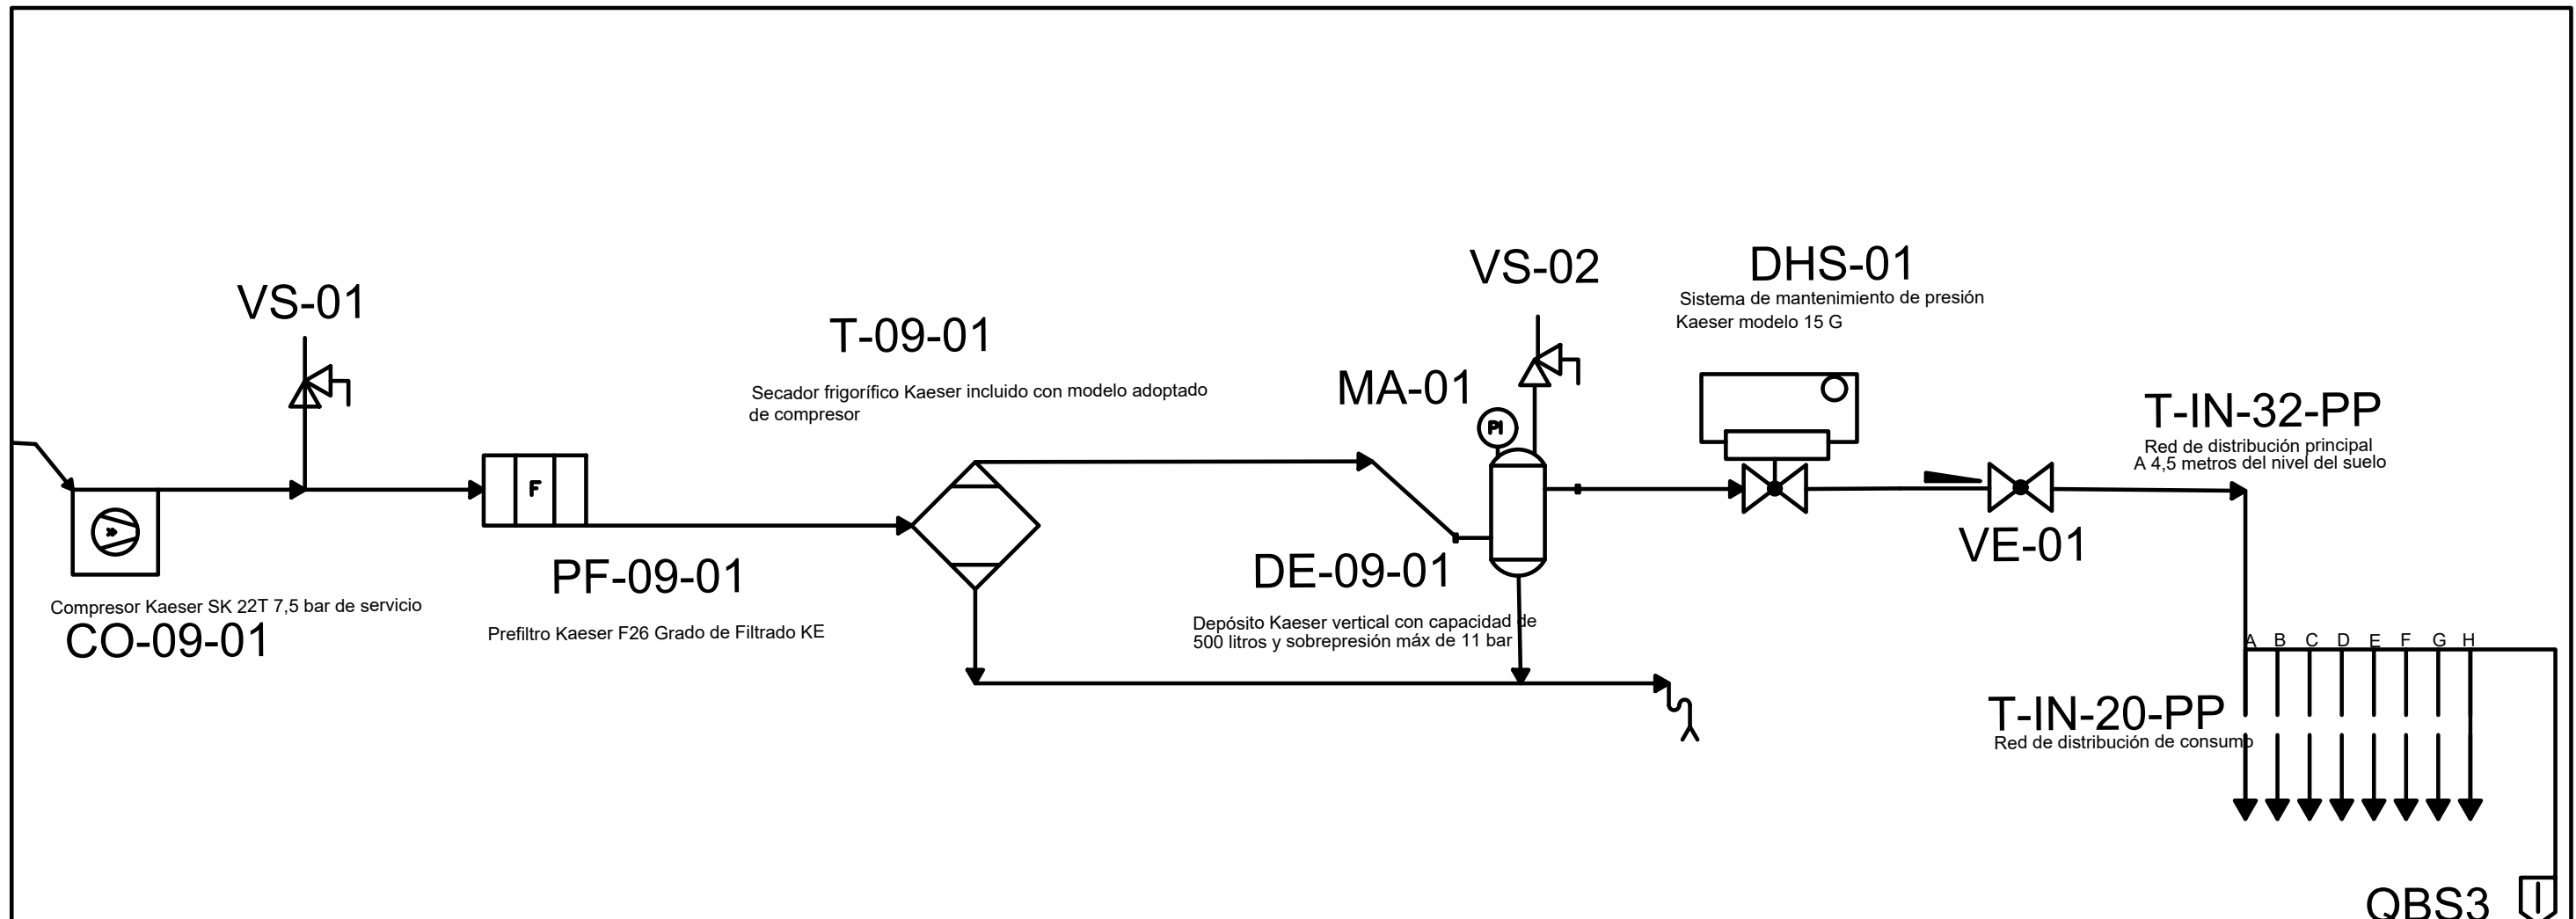 VS-01
CO-09-01
Compresor Kaeser SK 22T 7,5 bar de servicio
F
PF-09-01
Prefiltro Kaeser F26 Grado de Filtrado KE
T-09-01
Secador frigorífico Kaeser incluido con modelo adoptado
de compresor
MA-01
PI
VS-02
DE-09-01
Depósito Kaeser vertical con capacidad de
500 litros y sobrepresión máx de 11 bar
DHS-01
Sistema de mantenimiento de presión
Kaeser modelo 15 G
VE-01
T-IN-32-PP
Red de distribución principal
A 4,5 metros del nivel del suelo
A B C D E F G H
T-IN-20-PP
Red de distribución de consumo
QBS3